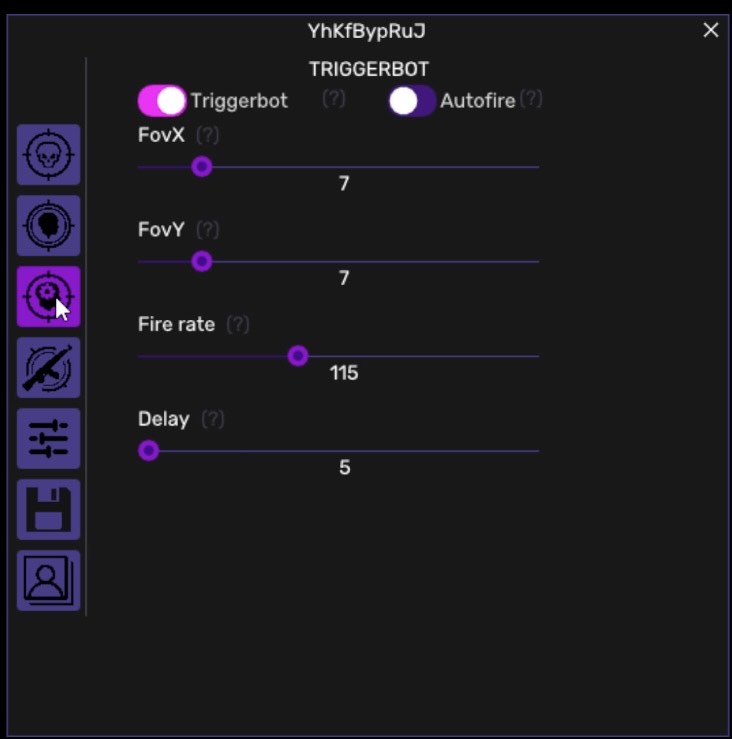 YhKfBypRuJ
TRIGGERBOT
Triggerbot (?) Autofire (?)
FovX (?)
7
FovY (?)
7
Fire rate (?)
115
Delay (?)
5